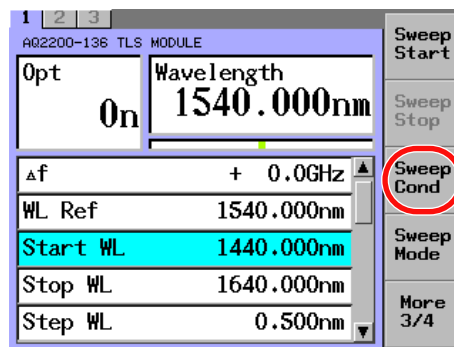 1 2 3
AQ2200-136 TLS MODULE
Opt
On
Wavelength
1540.000nm
▵f + 0.0GHz
WL Ref 1540.000nm
Start WL 1440.000nm
Stop WL 1640.000nm
Step WL 0.500nm
Sweep
Start
Sweep
Stop
Sweep
Cond
Sweep
Mode
More
3/4